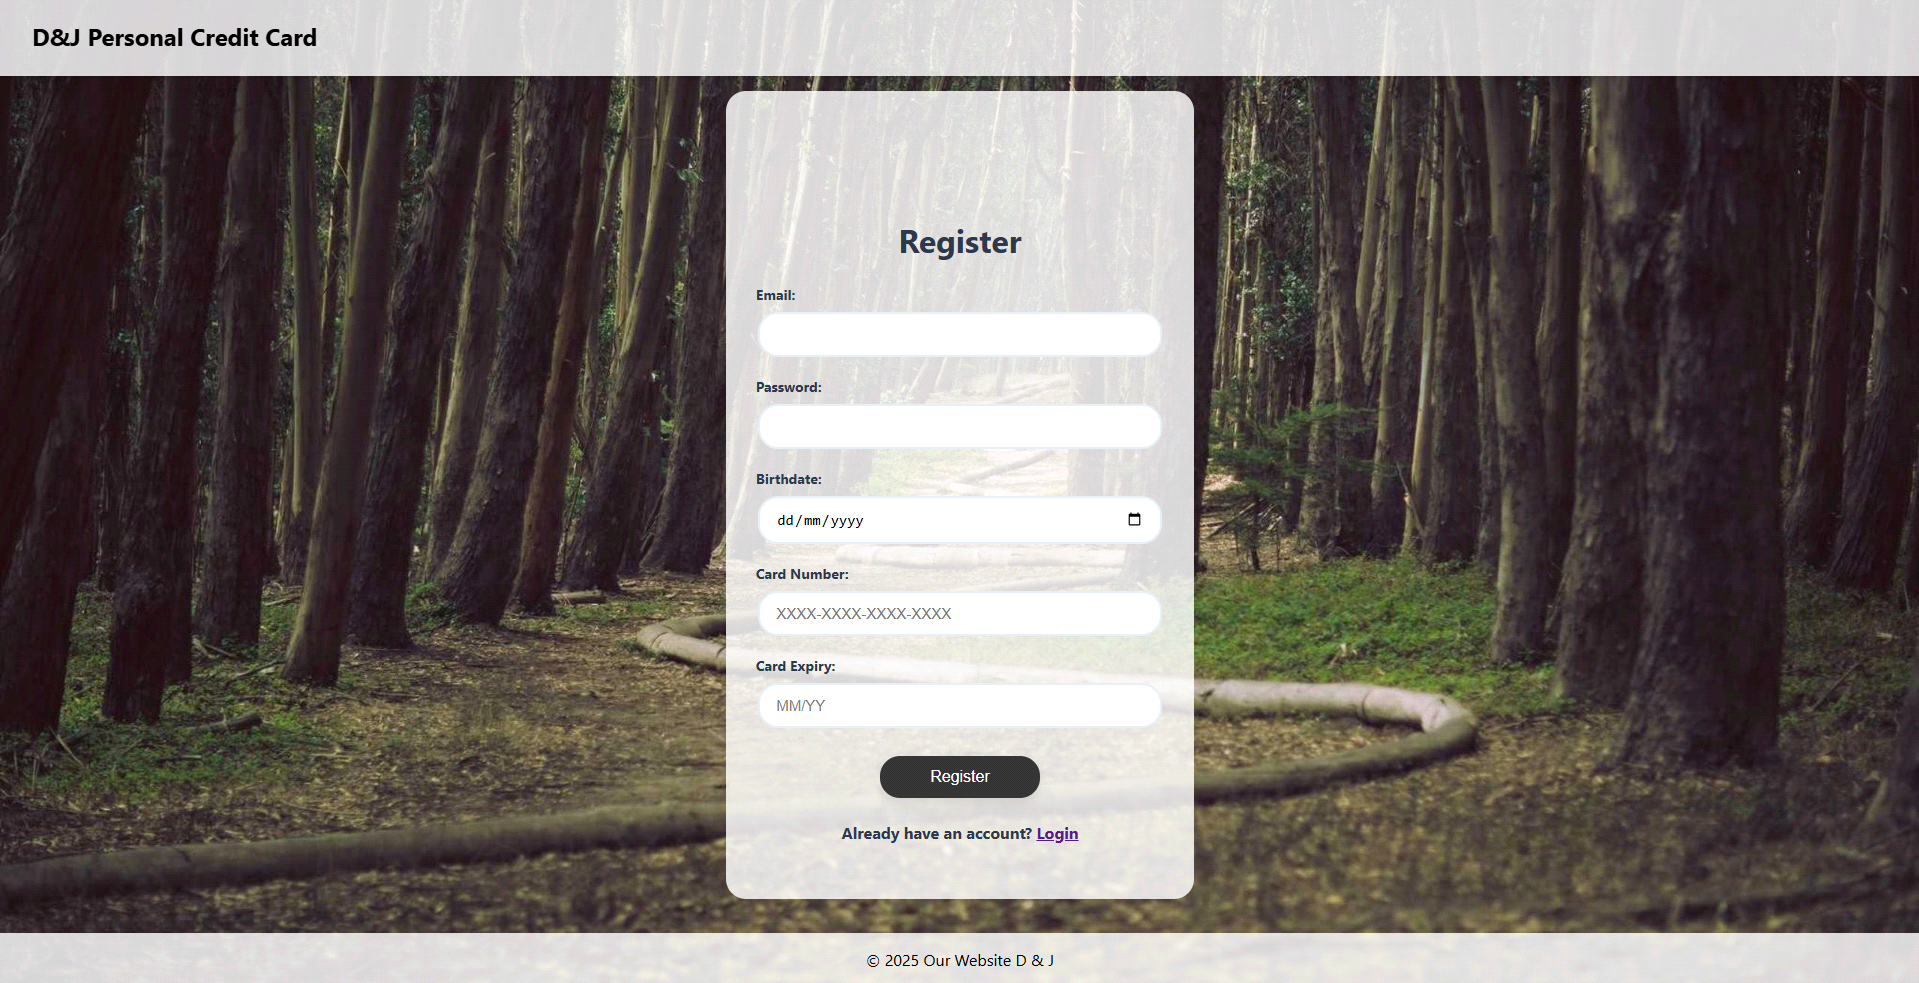 D&J Personal Credit Card
Register
Email:
Password:
Birthdate:
dd/mm/yyyy
Card Number:
XXXX-XXXX-XXXX-XXXX
Card Expiry:
MM/YY
Register
Already have an account? Login
© 2025 Our Website D & J